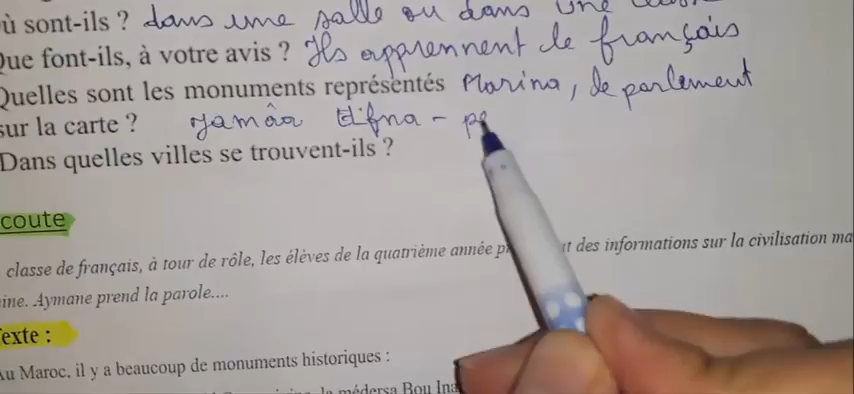 ù sont-ils ? dans une salle ou dans une
Que font-ils, à votre avis ? Ils apprennent le français
Quelles sont les monuments représentés Marina, le parlement
sur la carte ? Jamâa Elfna - pe
Dans quelles villes se trouvent-ils ?
coute
classe de français, à tour de rôle, les élèves de la quatrième année p t des informations sur la civilisation ma
ine. Aymane prend la parole....
Texte :
Au Maroc, il y a beaucoup de monuments historiques :
la médersa Bou Ina